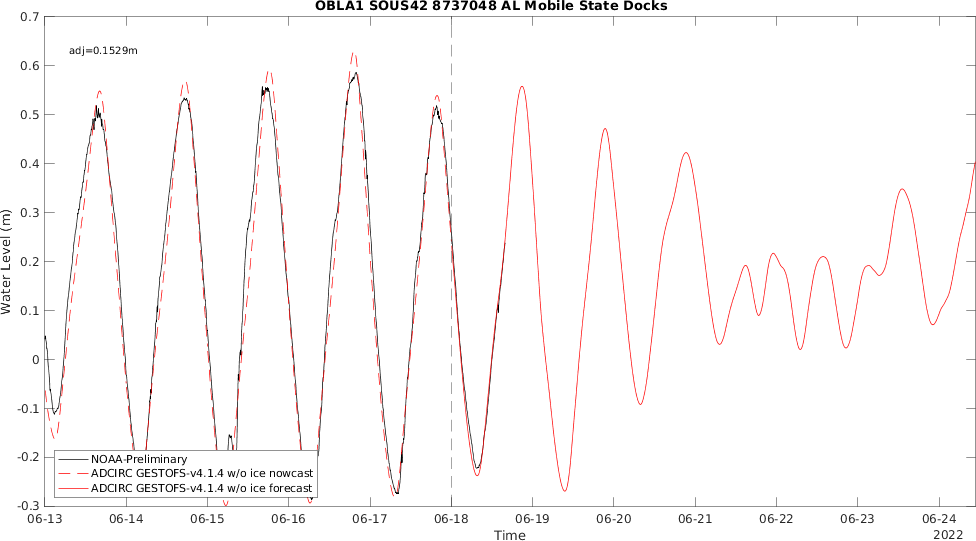 OBLA1 SOUS42 8737048 AL Mobile State Docks
0.7
adj=0.1529m
0.6
0.5
0.4
0.3
0.2
0.1
0
-0.1
-0.2
-0.3
Water Level (m)
NOAA-Preliminary
ADCIRC GESTOFS-v4.1.4 w/o ice nowcast
ADCIRC GESTOFS-v4.1.4 w/o ice forecast
06-13 06-14 06-15 06-16 06-17 06-18 06-19 06-20 06-21 06-22 06-23 06-24
Time
2022